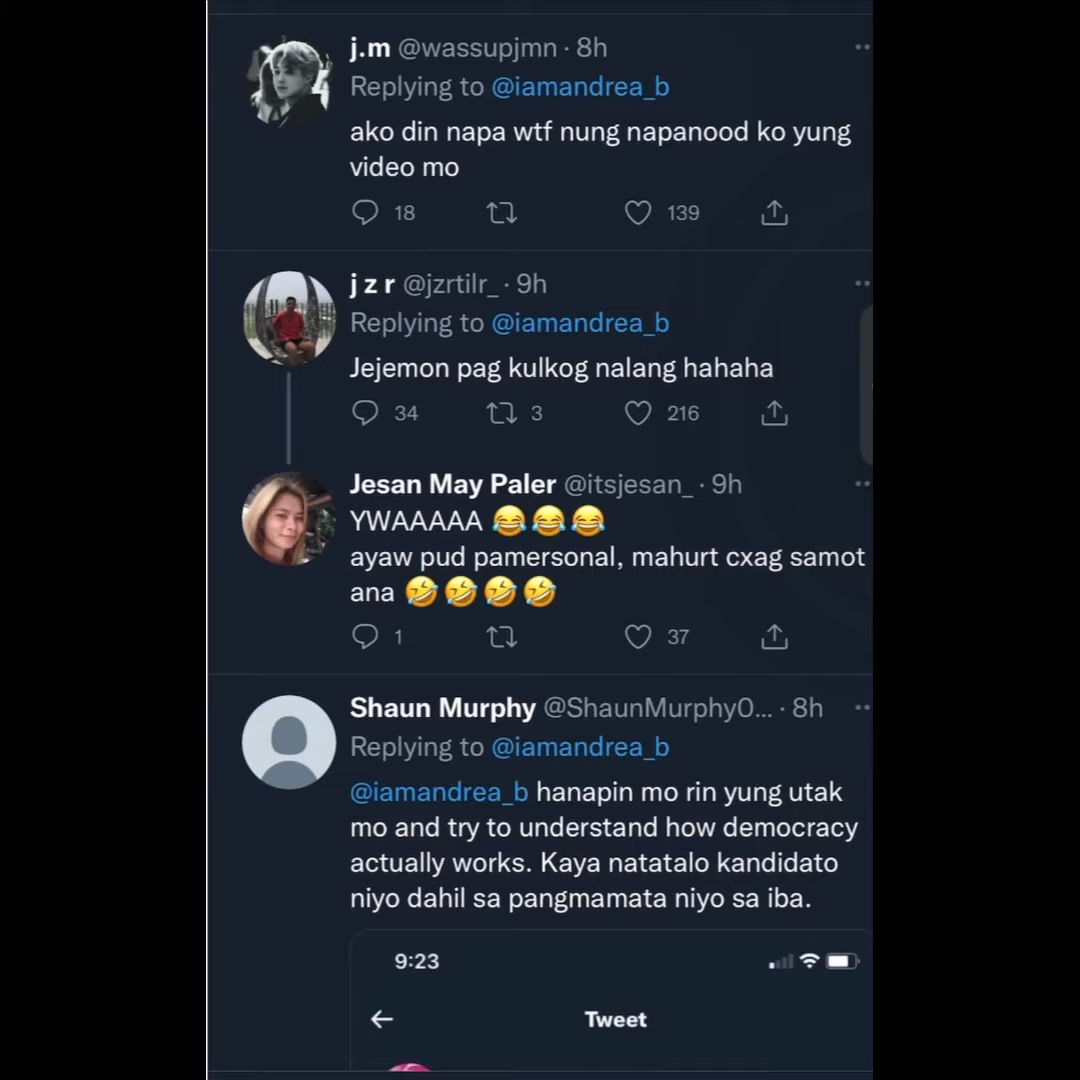 j.m @wassupjmn · 8h
Replying to @iamandrea_b
ako din napa wtf nung napanood ko yung
video mo
18
139
j z r @jzrtilr_ · 9h
Replying to @iamandrea_b
Jejemon pag kulkog nalang hahaha
34
3
216
Jesan May Paler @itsjesan_ · 9h
YWAAAAA 😂😂😂
ayaw pud pamersonal, mahurt cxag samot
ana 🤣🤣🤣🤣
1
37
Shaun Murphy @ShaunMurphy0... · 8h
Replying to @iamandrea_b
@iamandrea_b hanapin mo rin yung utak
mo and try to understand how democracy
actually works. Kaya natatalo kandidato
niyo dahil sa pangmamata niyo sa iba.
9:23
Tweet